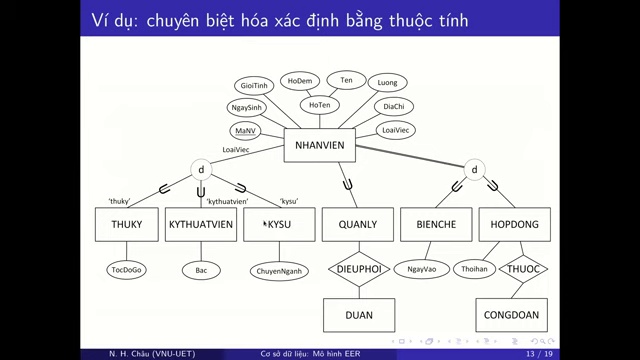 Ví dụ: chuyên biệt hóa xác định bằng thuộc tính
HoDem Ten
GioiTinh Luong
NgaySinh HoTen DiaChi
MaNV LoaiViec
NHANVIEN
LoaiViec
d d
'thuky' 'kythuatvien' 'kysu'
THUKY KYTHUATVIEN KYSU QUANLY BIENCHE HOPDONG
TocDoGo Bac ChuyenNganh DIEUPHOI NgayVao Thoihan THUOC
DUAN CONGDOAN
N. H. Châu (VNU-UET) Cơ sở dữ liệu: Mô hình EER 13 / 19